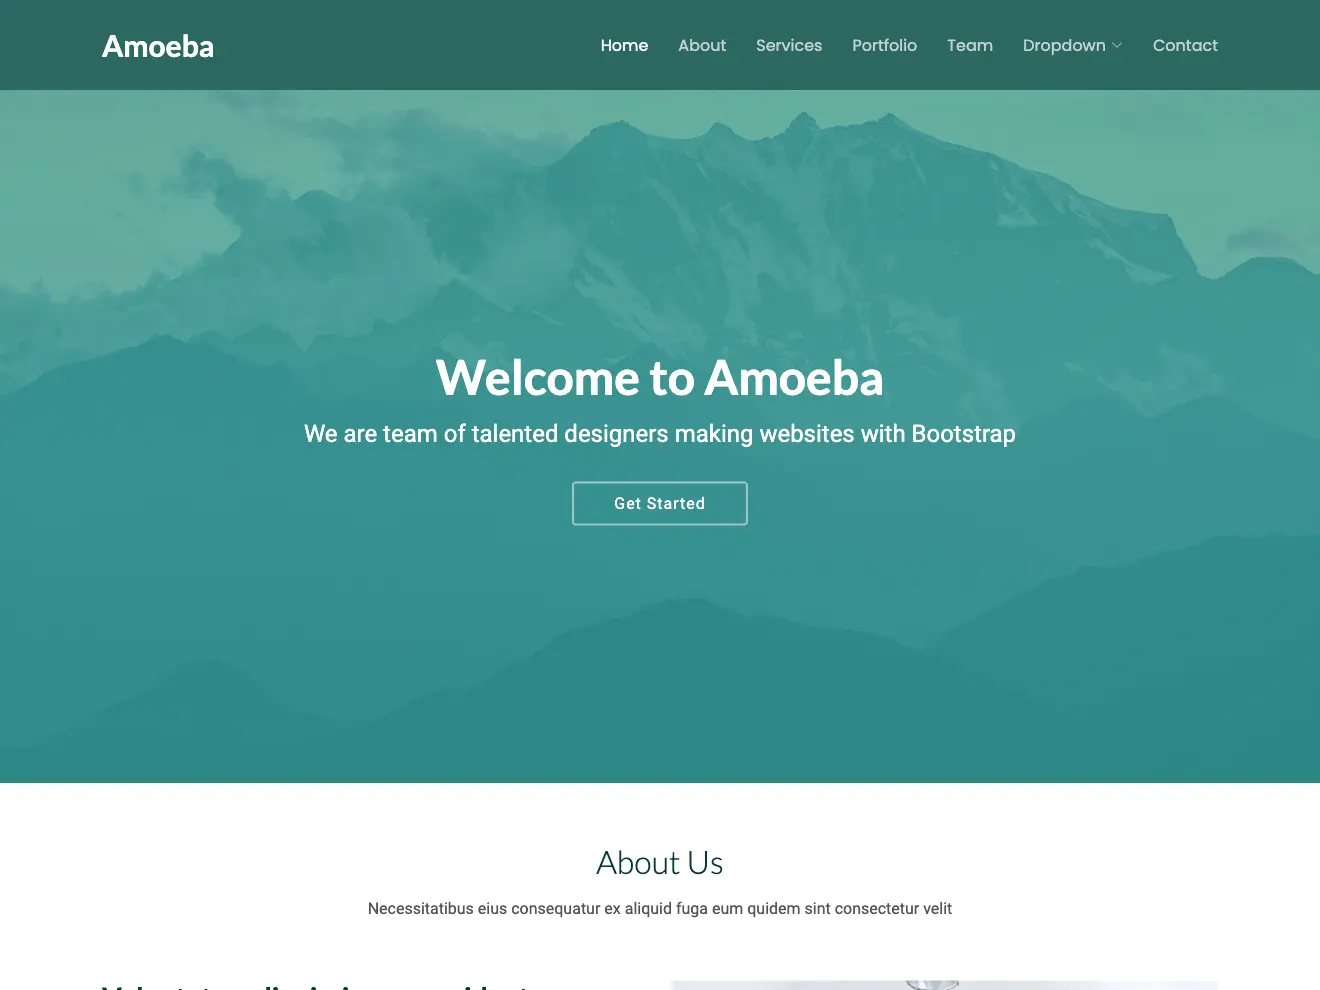 Amoeba
Home About Services Portfolio Team Dropdown Contact
Welcome to Amoeba
We are team of talented designers making websites with Bootstrap
Get Started
About Us
Necessitatibus eius consequatur ex aliquid fuga eum quidem sint consectetur velit